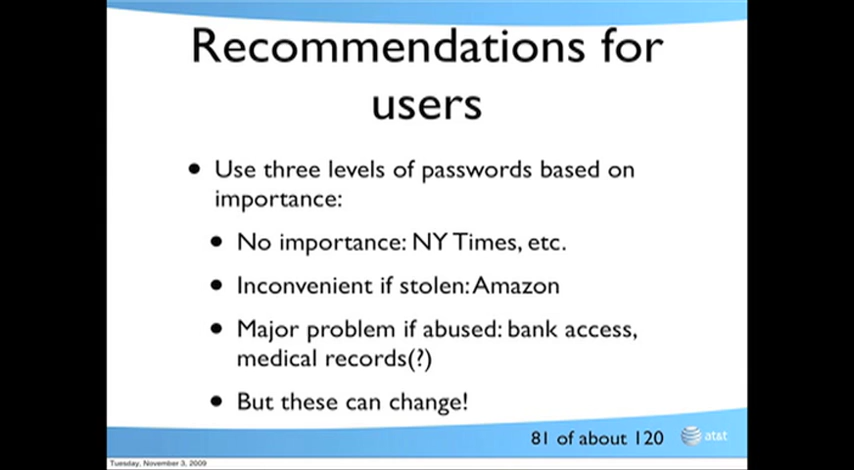 Recommendations for
users
• Use three levels of passwords based on
importance:
• No importance: NY Times, etc.
• Inconvenient if stolen: Amazon
• Major problem if abused: bank access,
medical records(?)
• But these can change!
81 of about 120
at&t
Tuesday, November 3, 2009